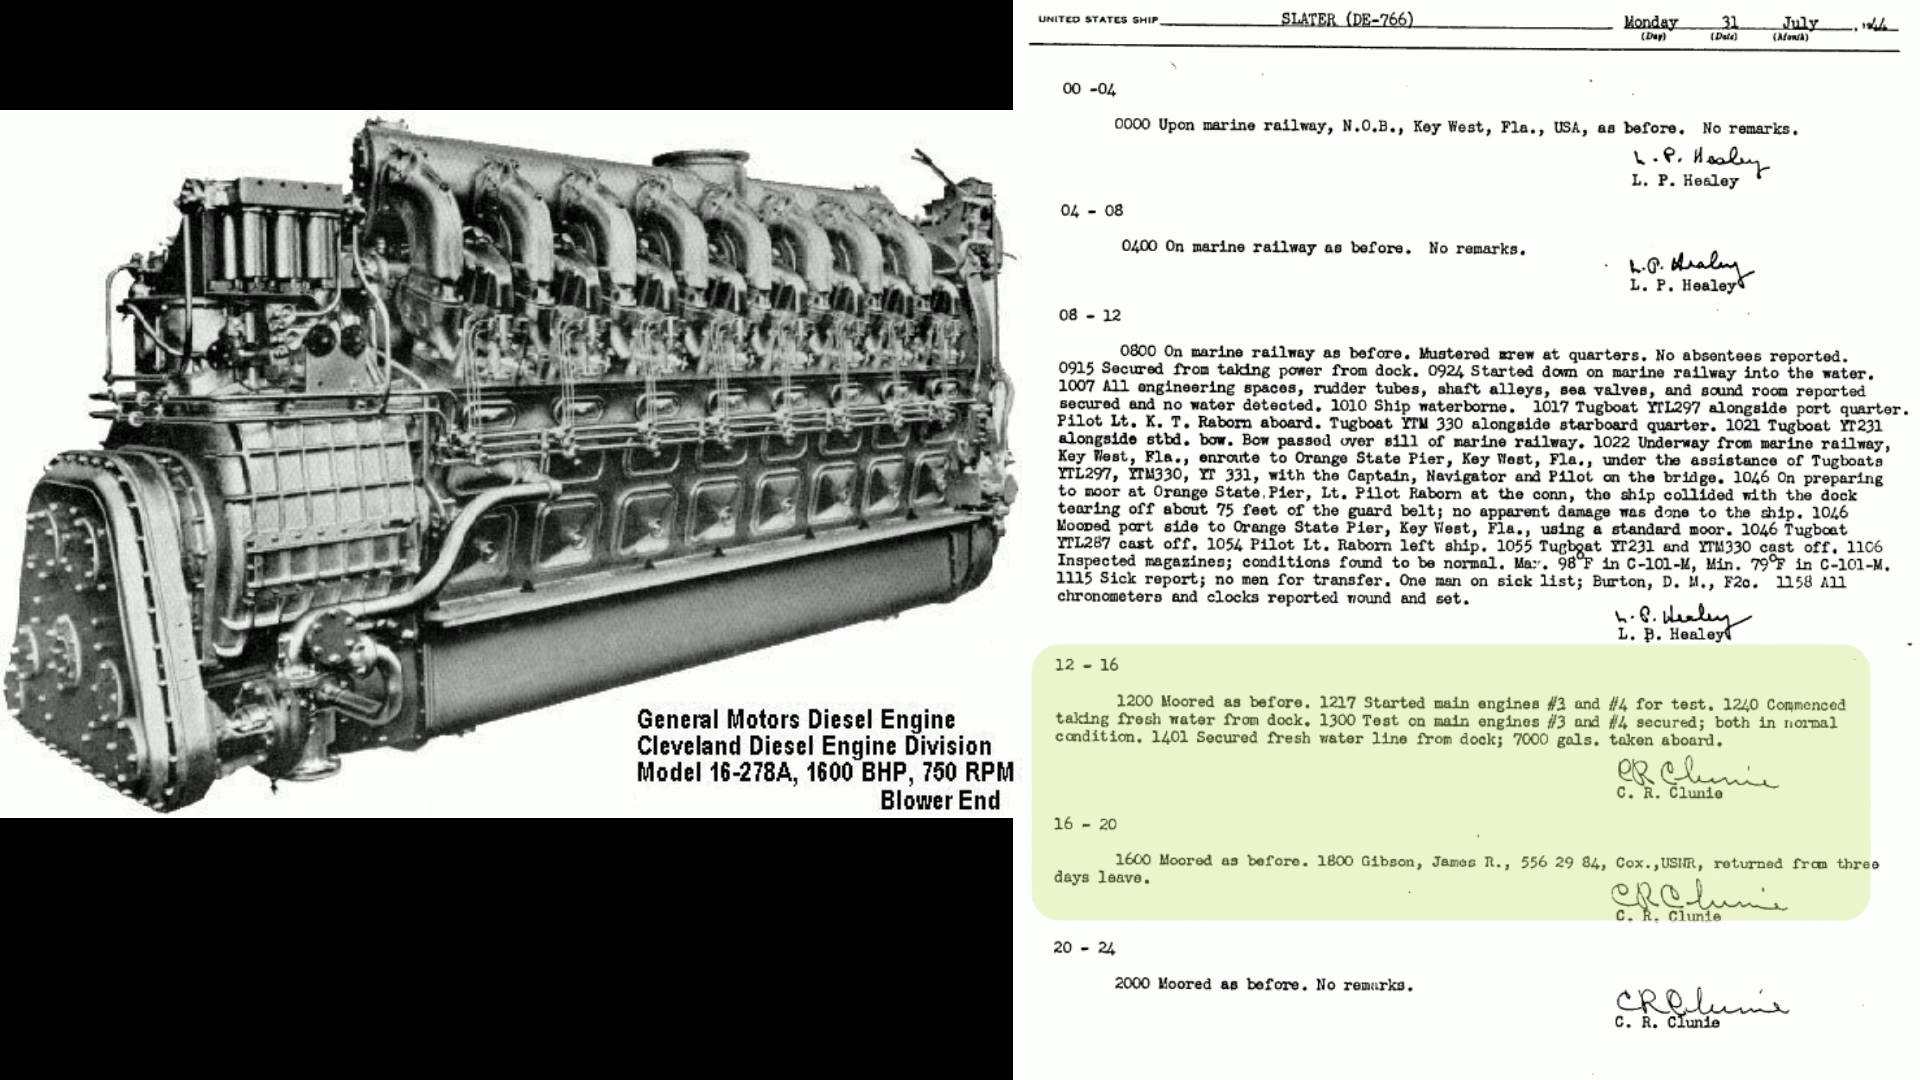 General Motors Diesel Engine
Cleveland Diesel Engine Division
Model 16-278A, 1600 BHP, 750 RPM
Blower End
UNITED STATES SHIP SLATER (DE-766) Monday 31 July, 1944
(Day) (Date) (Month)
00 -04
0000 Upon marine railway, N.O.B., Key West, Fla., USA, as before. No remarks.
L. P. Healey
L. P. Healey
04 - 08
0400 On marine railway as before. No remarks.
L.P. Healey
L. P. Healey
08 - 12
0800 On marine railway as before. Mustered crew at quarters. No absentees reported.
0915 Secured from taking power from dock. 0924 Started down on marine railway into the water.
1007 All engineering spaces, rudder tubes, shaft alleys, sea valves, and sound room reported
secured and no water detected. 1010 Ship waterborne. 1017 Tugboat YTL297 alongside port quarter.
Pilot Lt. K. T. Raborn aboard. Tugboat YTM 330 alongside starboard quarter. 1021 Tugboat YT231
alongside stbd. bow. Bow passed over sill of marine railway. 1022 Underway from marine railway,
Key West, Fla., enroute to Orange State Pier, Key West, Fla., under the assistance of Tugboats
YTL297, YTM330, YT 331, with the Captain, Navigator and Pilot on the bridge. 1046 On preparing
to moor at Orange State Pier, Lt. Pilot Raborn at the conn, the ship collided with the dock
tearing off about 75 feet of the guard belt; no apparent damage was done to the ship. 1046
Moored port side to Orange State Pier, Key West, Fla., using a standard moor. 1046 Tugboat
YTL287 cast off. 1054 Pilot Lt. Raborn left ship. 1055 Tugboat YT231 and YTM330 cast off. 1106
Inspected magazines; conditions found to be normal. Max. 98°F in C-101-M, Min. 79°F in C-101-M.
1115 Sick report; no men for transfer. One man on sick list; Burton, D. M., F2c. 1158 All
chronometers and clocks reported wound and set.
L. P. Healey
L. P. Healey
12 - 16
1200 Moored as before. 1217 Started main engines #3 and #4 for test. 1240 Commenced
taking fresh water from dock. 1300 Test on main engines #3 and #4 secured; both in normal
condition. 1401 Secured fresh water line from dock; 7000 gals. taken aboard.
CR Clunie
C. R. Clunie
16 - 20
1600 Moored as before. 1800 Gibson, James R., 556 29 84, Cox.,USNR, returned from three
days leave.
CR Clunie
C. R. Clunie
20 - 24
2000 Moored as before. No remarks.
CR Clunie
C. R. Clunie